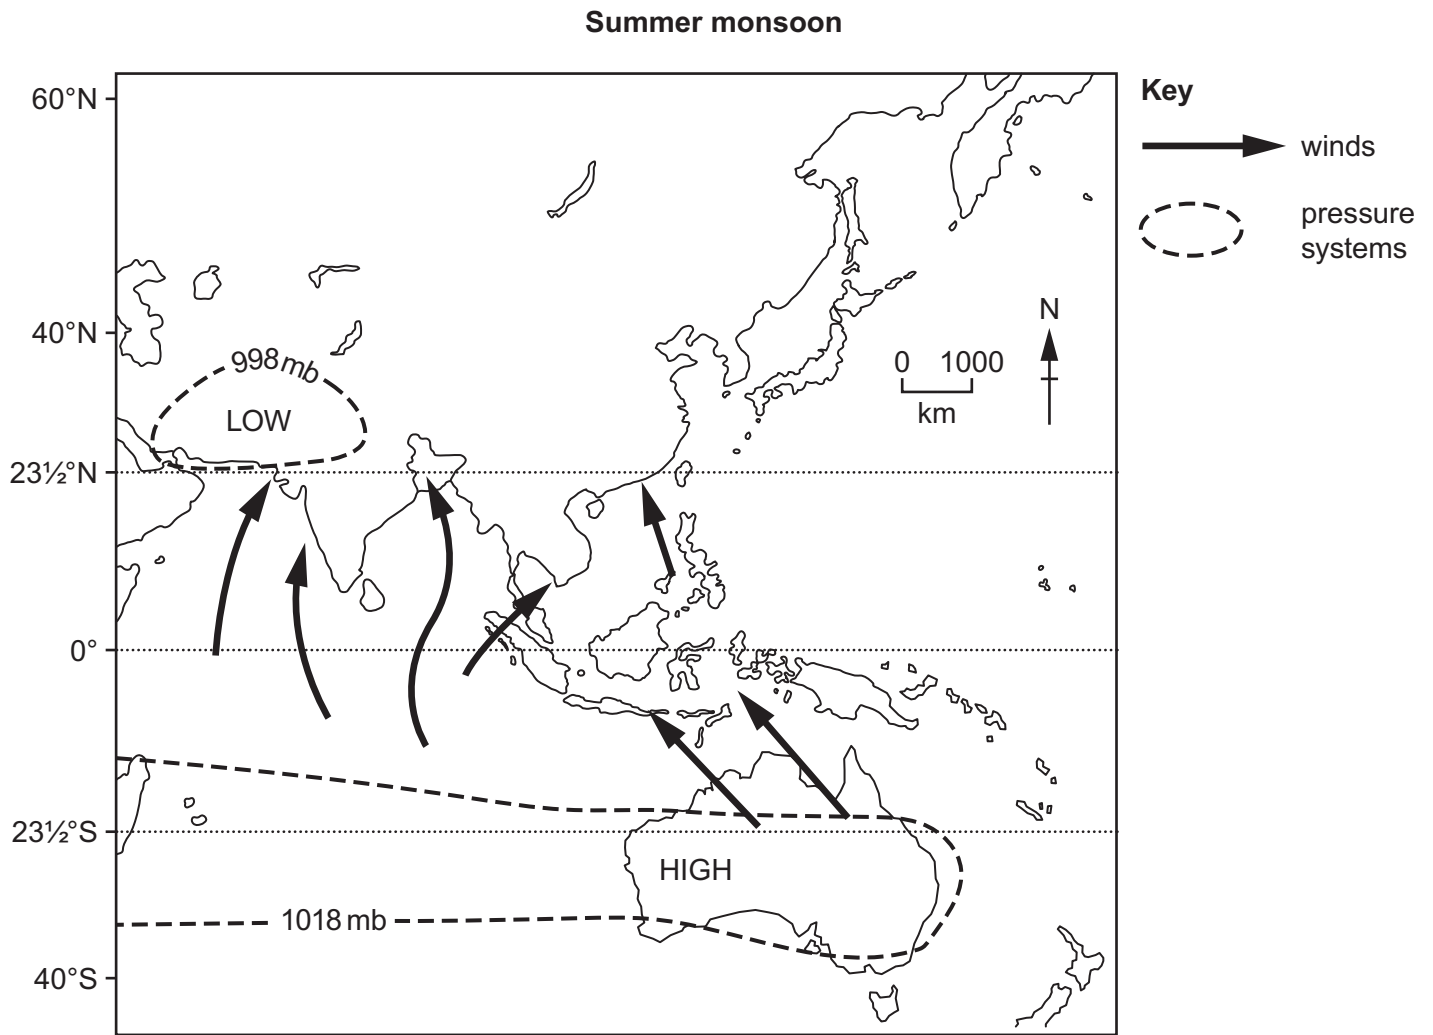 Summer monsoon
60°N
40°N
23½°N
0°
23½°S
40°S
998 mb
LOW
HIGH
1018 mb
Key
winds
pressure
systems
N
0 1000
km